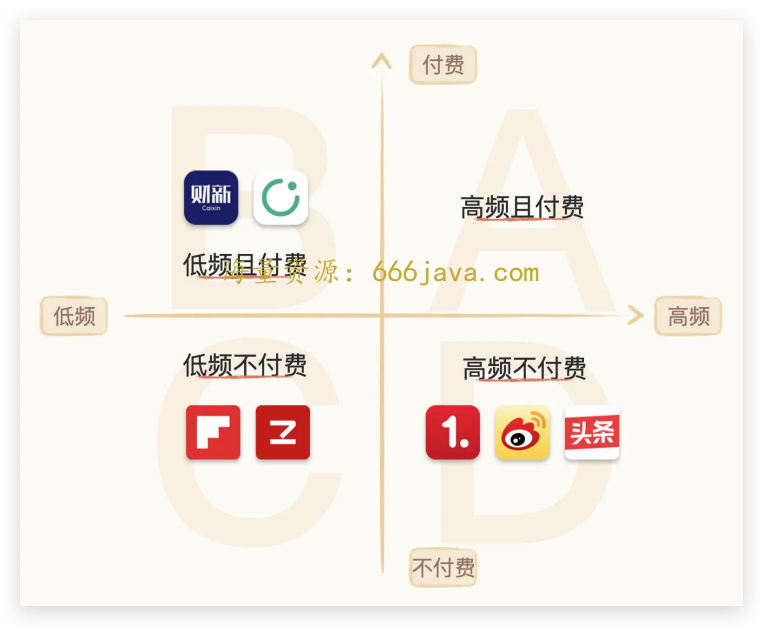 付费
B
A
财新
Caixin
高频且付费
低频且付费
海量资源：666java.com
低频
高频
低频不付费
高频不付费
1.
头条
C
D
不付费